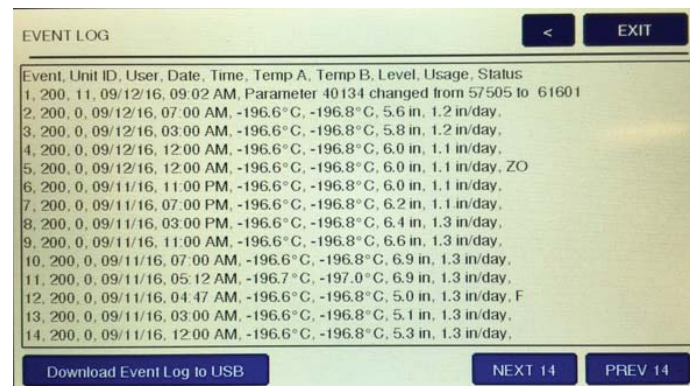 EVENT LOG
<
EXIT
Event, Unit ID, User, Date, Time, Temp A, Temp B, Level, Usage, Status
1, 200, 11, 09/12/16, 09:02 AM, Parameter 40134 changed from 57505 to 61601
2, 200, 0, 09/12/16, 07:00 AM, -196.6°C, -196.8°C, 5.6 in, 1.2 in/day,
3, 200, 0, 09/12/16, 03:00 AM, -196.6°C, -196.8°C, 5.8 in, 1.2 in/day,
4, 200, 0, 09/12/16, 12:00 AM, -196.6°C, -196.8°C, 6.0 in, 1.1 in/day,
5, 200, 0, 09/12/16, 12:00 AM, -196.6°C, -196.8°C, 6.0 in, 1.1 in/day, ZO
6, 200, 0, 09/11/16, 11:00 PM, -196.6°C, -196.8°C, 6.0 in, 1.1 in/day,
7, 200, 0, 09/11/16, 07:00 PM, -196.6°C, -196.8°C, 6.2 in, 1.1 in/day,
8, 200, 0, 09/11/16, 03:00 PM, -196.6°C, -196.8°C, 6.4 in, 1.3 in/day,
9, 200, 0, 09/11/16, 11:00 AM, -196.6°C, -196.8°C, 6.6 in, 1.3 in/day,
10, 200, 0, 09/11/16, 07:00 AM, -196.6°C, -196.8°C, 6.9 in, 1.3 in/day,
11, 200, 0, 09/11/16, 05:12 AM, -196.7°C, -197.0°C, 6.9 in, 1.3 in/day,
12, 200, 0, 09/11/16, 04:47 AM, -196.6°C, -196.8°C, 5.0 in, 1.3 in/day, F
13, 200, 0, 09/11/16, 03:00 AM, -196.6°C, -196.8°C, 5.1 in, 1.3 in/day,
14, 200, 0, 09/11/16, 12:00 AM, -196.6°C, -196.8°C, 5.3 in, 1.3 in/day,
Download Event Log to USB
NEXT 14
PREV 14